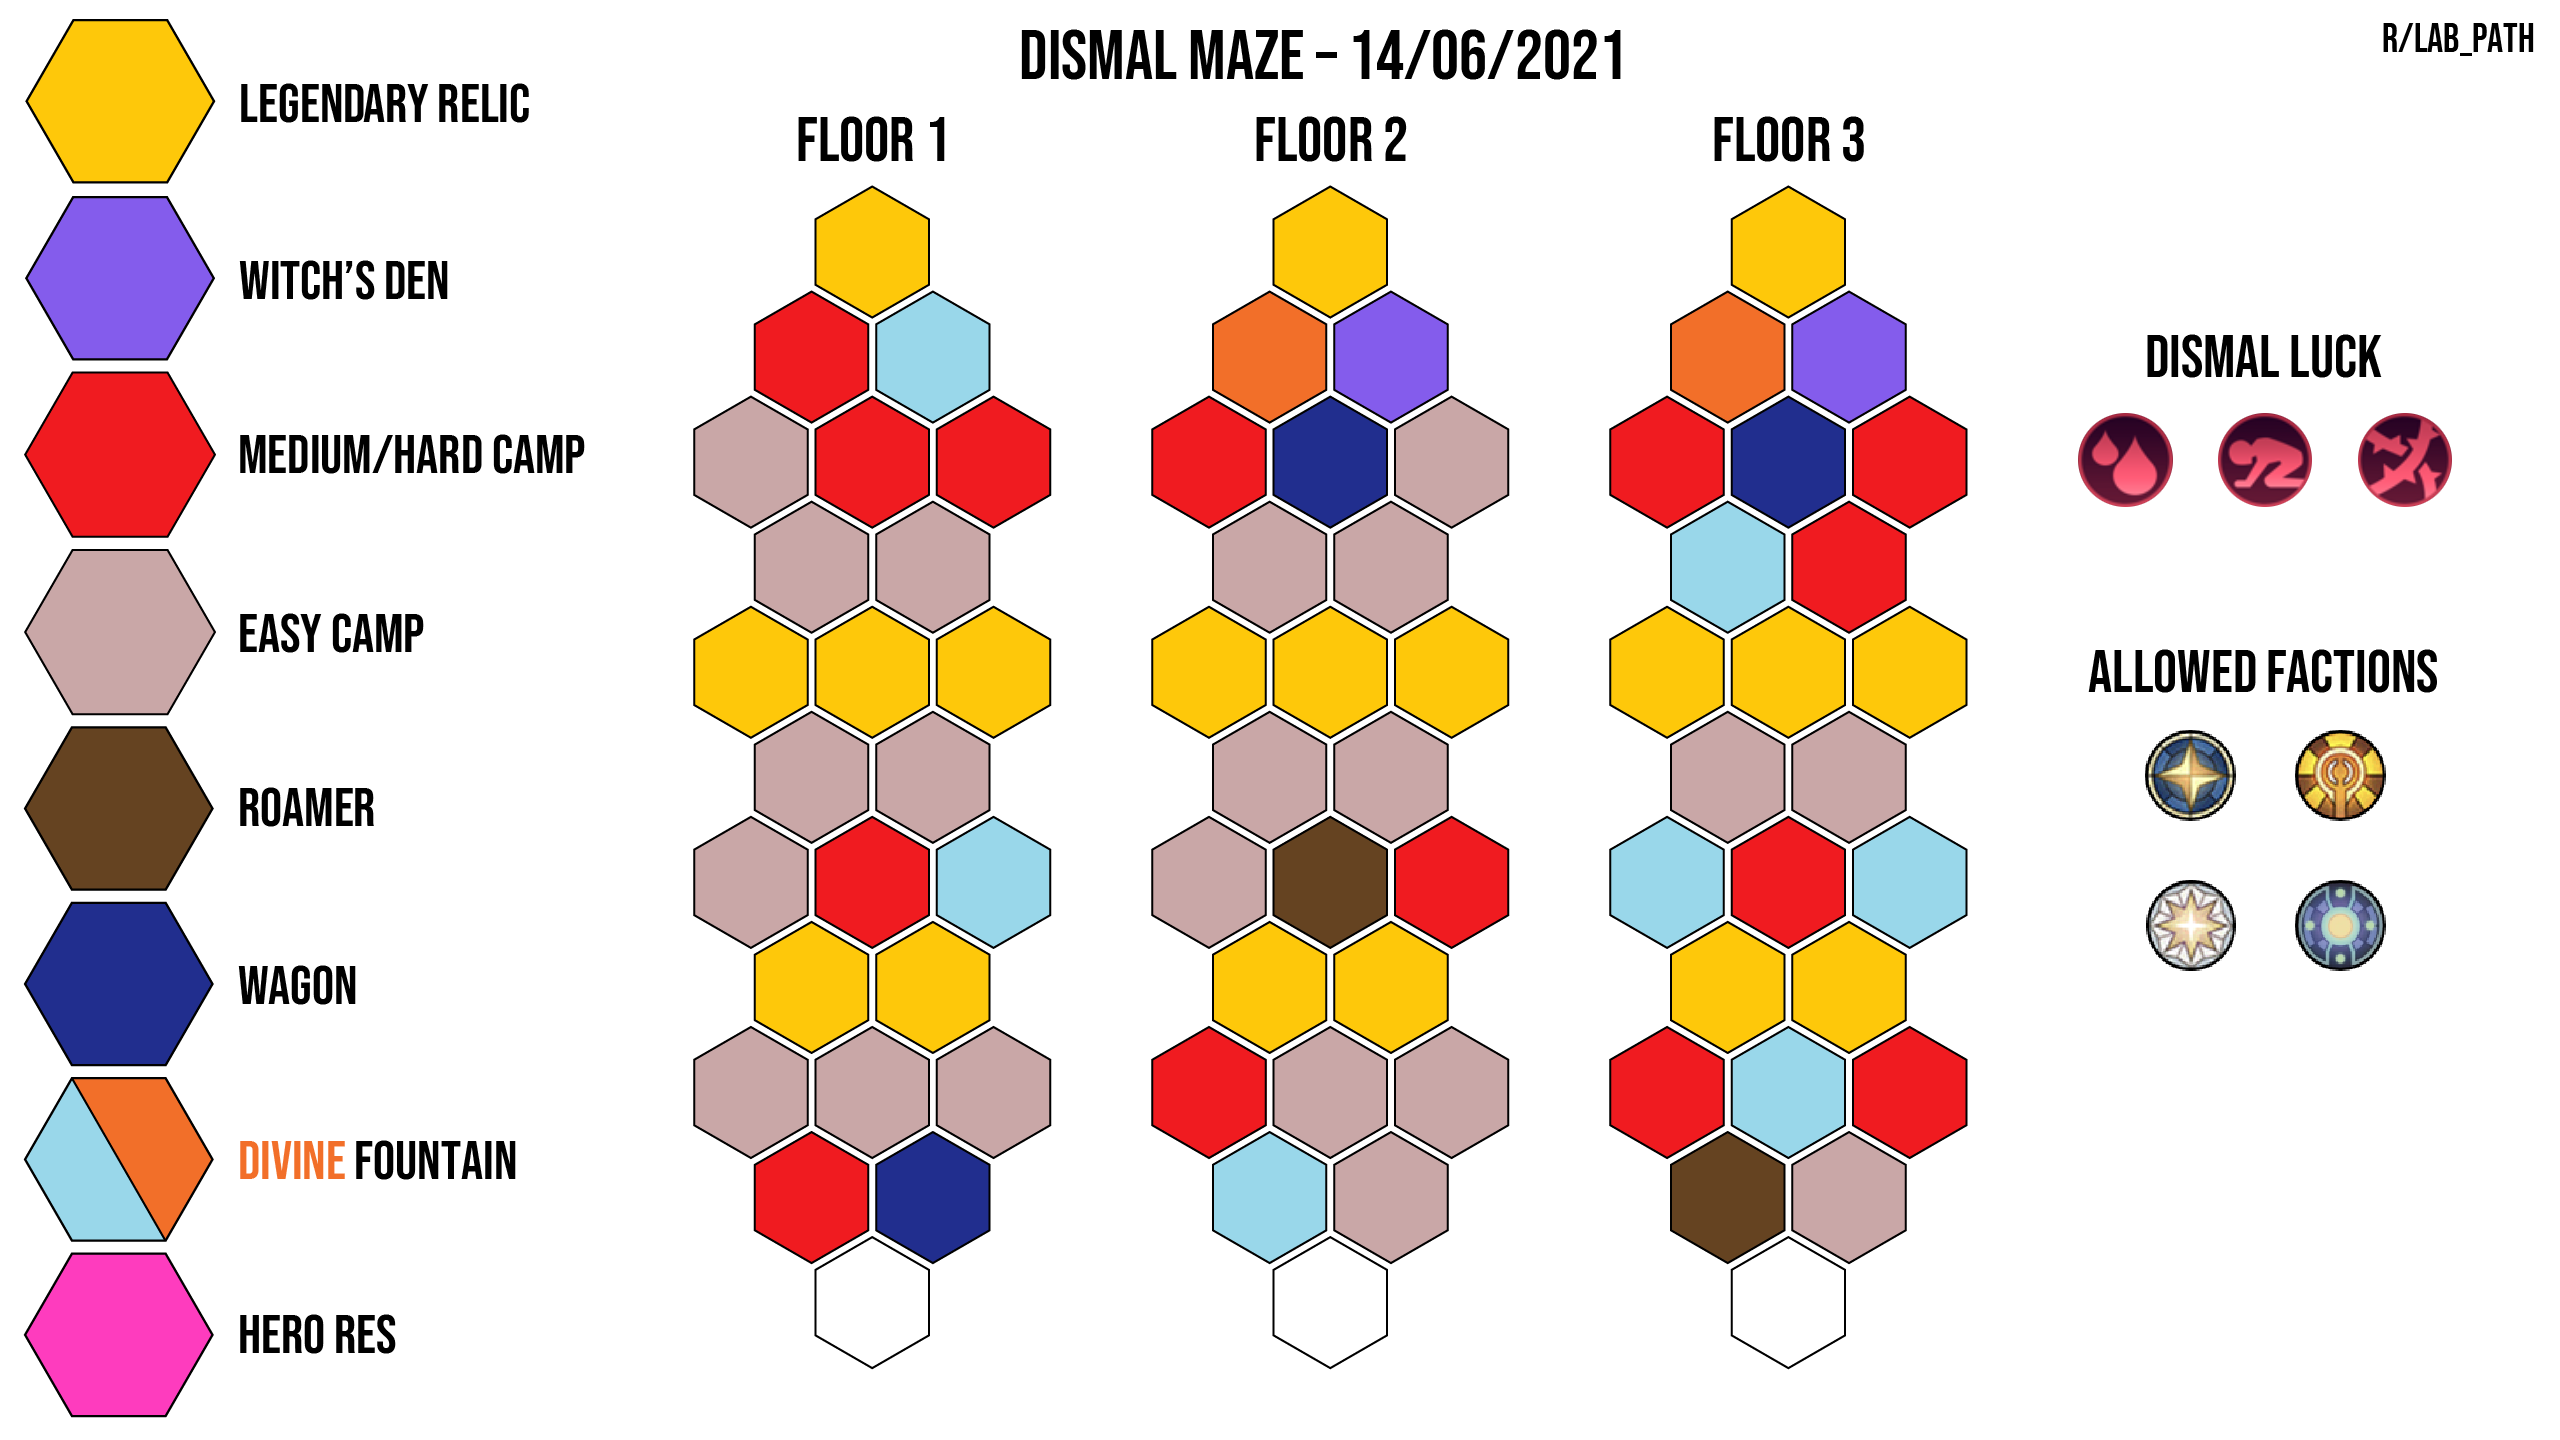 DISMAL MAZE – 14/06/2021
R/LAB_PATH
LEGENDARY RELIC
WITCH'S DEN
MEDIUM/HARD CAMP
EASY CAMP
ROAMER
WAGON
DIVINE FOUNTAIN
HERO RES
FLOOR 1
FLOOR 2
FLOOR 3
DISMAL LUCK
ALLOWED FACTIONS